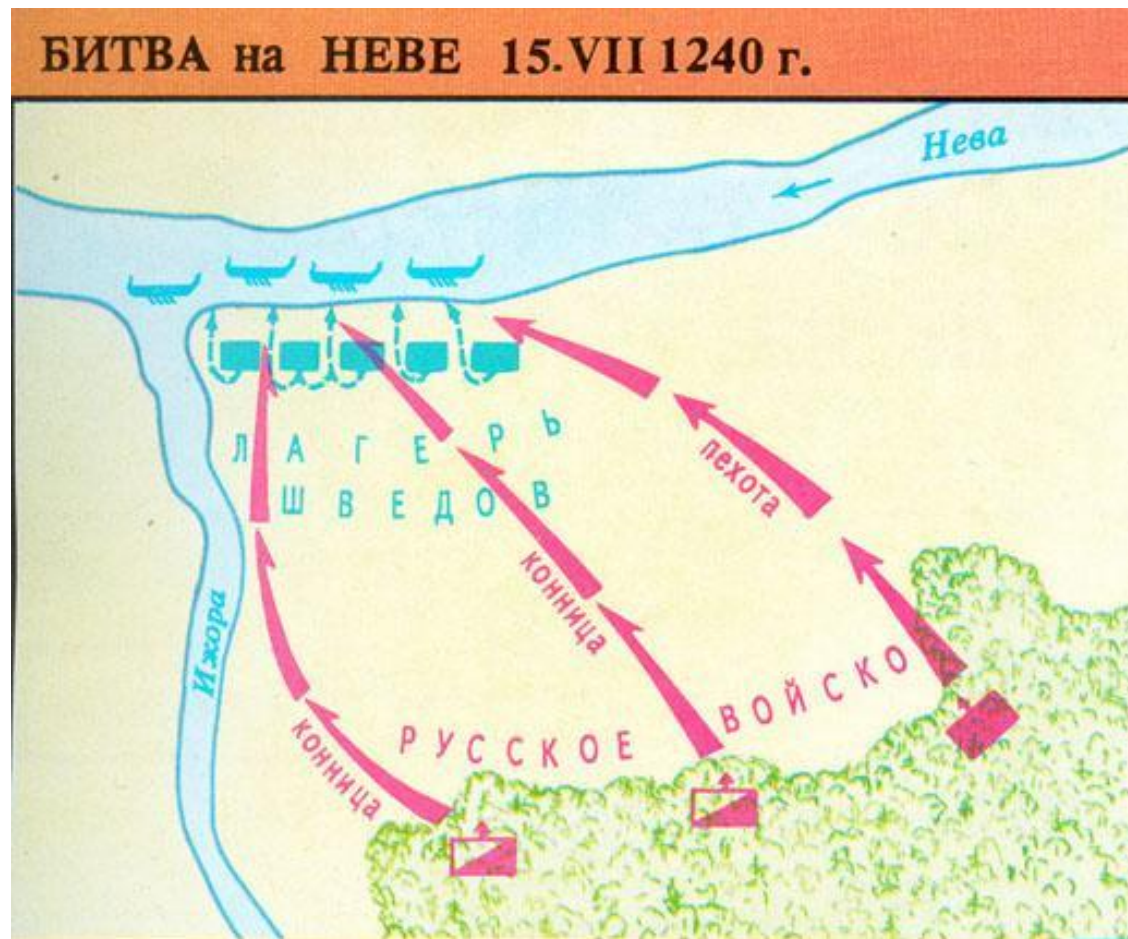 БИТВА на НЕВЕ 15.VII 1240 г.
Нева
ЛАГЕРЬ
ШВЕДОВ
пехота
конница
Ижора
РУССКОЕ ВОЙСКО
конница